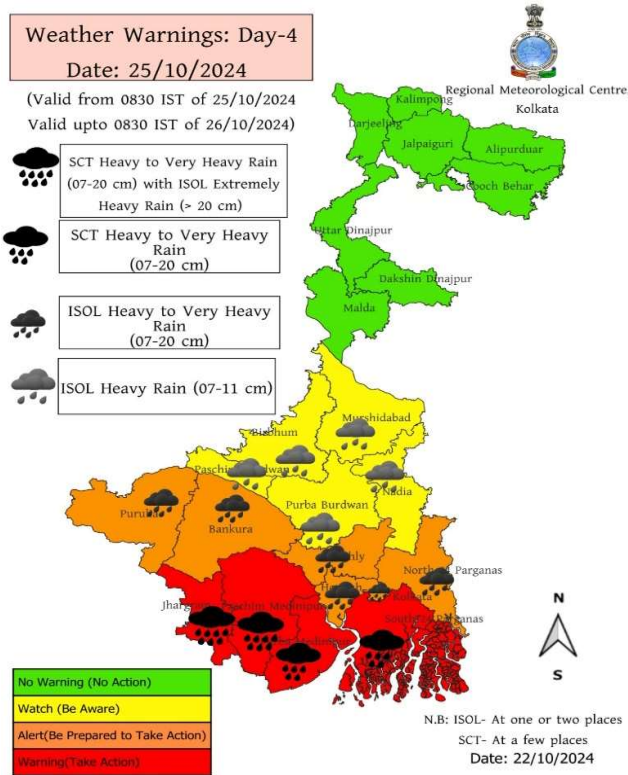 Weather Warnings: Day-4
Date: 25/10/2024
(Valid from 0830 IST of 25/10/2024
Valid upto 0830 IST of 26/10/2024)
Regional Meteorological Centre,
Kolkata
SCT Heavy to Very Heavy Rain
(07-20 cm) with ISOL Extremely
Heavy Rain (> 20 cm)
SCT Heavy to Very Heavy
Rain
(07-20 cm)
ISOL Heavy to Very Heavy
Rain
(07-20 cm)
ISOL Heavy Rain (07-11 cm)
Kalimpong
Darjeeling
Jalpaiguri
Alipurduar
Cooch Behar
Uttar Dinajpur
Dakshin Dinajpur
Malda
Murshidabad
Birbhum
Nadia
Purba Burdwan
Bankura
North
Parganas
Kolkata
Parganas
N
S
No Warning (No Action)
Watch (Be Aware)
Alert(Be Prepared to Take Action)
Warning(Take Action)
N.B: ISOL- At one or two places
SCT- At a few places
Date: 22/10/2024